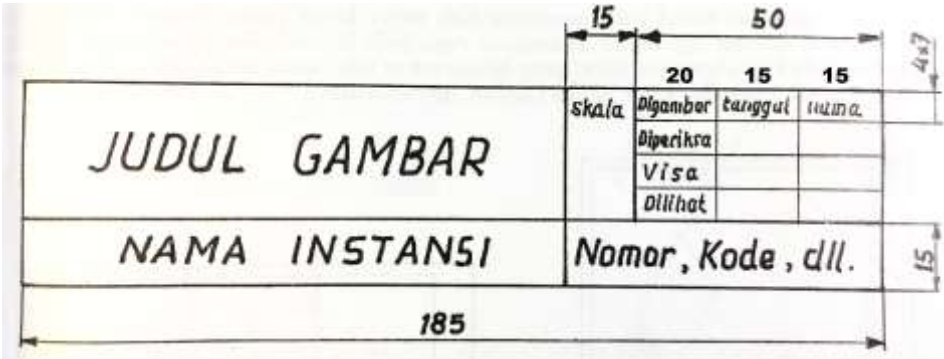 15 50
4x7
20 15 15
JUDUL GAMBAR
skala Digambar tanggal nama
Diperiksa
Visa
Dilihat
NAMA INSTANSI Nomor, Kode, dll.
15
185